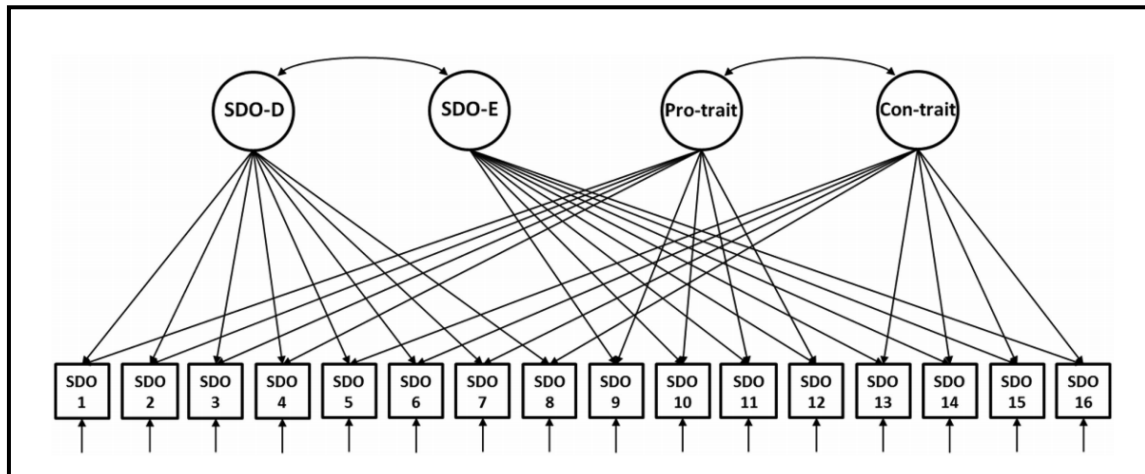 SDO-D
SDO-E
Pro-trait
Con-trait
SDO
1
SDO
2
SDO
3
SDO
4
SDO
5
SDO
6
SDO
7
SDO
8
SDO
9
SDO
10
SDO
11
SDO
12
SDO
13
SDO
14
SDO
15
SDO
16